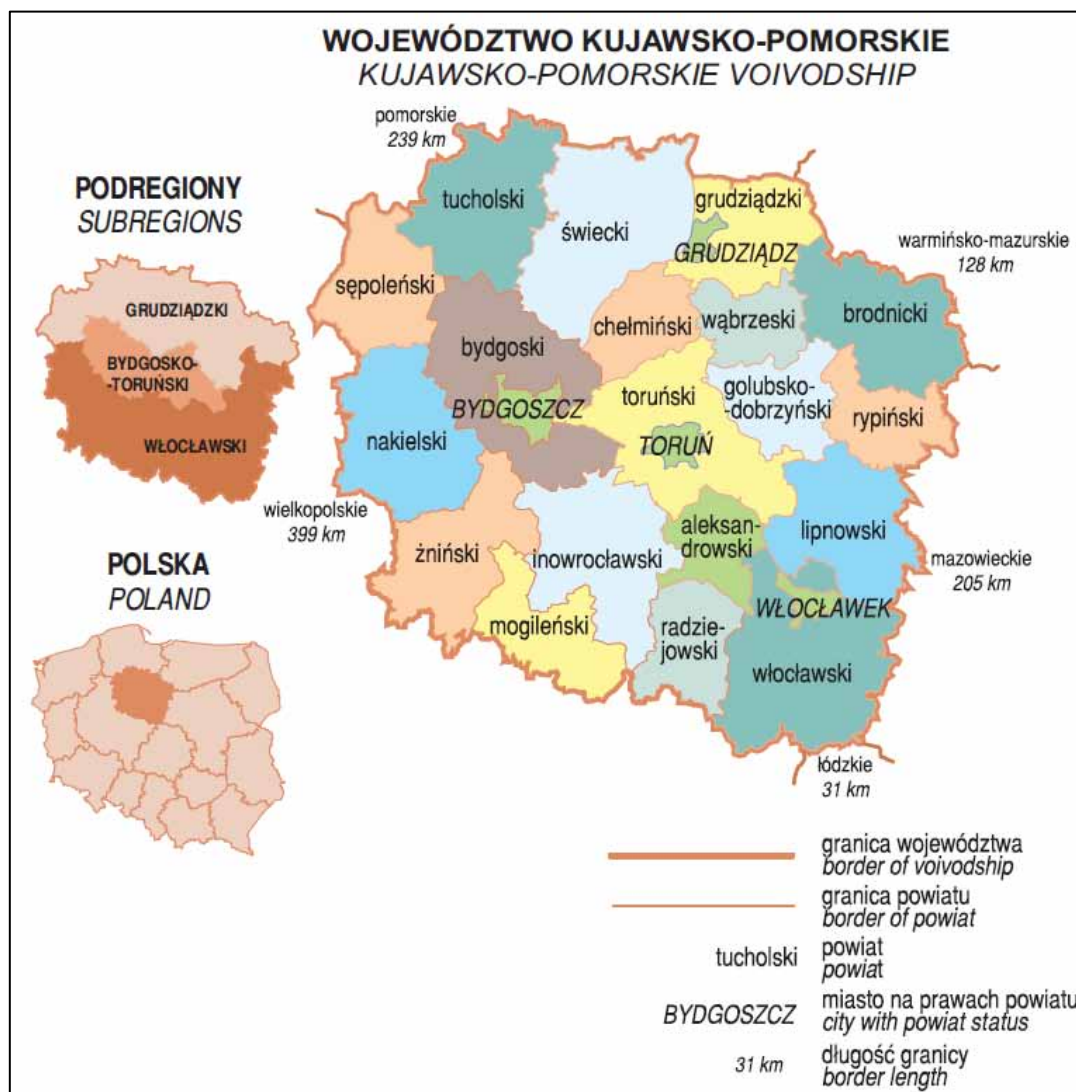 WOJEWÓDZTWO KUJAWSKO-POMORSKIE
KUJAWSKO-POMORSKIE VOIVODSHIP
PODREGIONY
SUBREGIONS
GRUDZIĄDZKI
BYDGOSKO-
-TORUŃSKI
WŁOCŁAWSKI
POLSKA
POLAND
pomorskie
239 km
warmińsko-mazurskie
128 km
wielkopolskie
399 km
mazowieckie
205 km
łódzkie
31 km
tucholski
świecki
grudziądzki
GRUDZIĄDZ
sępoleński
chełmiński
wąbrzeski
brodnicki
bydgoski
BYDGOSZCZ
toruński
TORUŃ
golubsko-
-dobrzyński
rypiński
nakielski
żniński
inowrocławski
aleksan-
drowski
lipnowski
mogileński
radzie-
jowski
WŁOCŁAWEK
włocławski
granica województwa
border of voivodship
granica powiatu
border of powiat
tucholski
powiat
powiat
BYDGOSZCZ
miasto na prawach powiatu
city with powiat status
31 km
długość granicy
border length